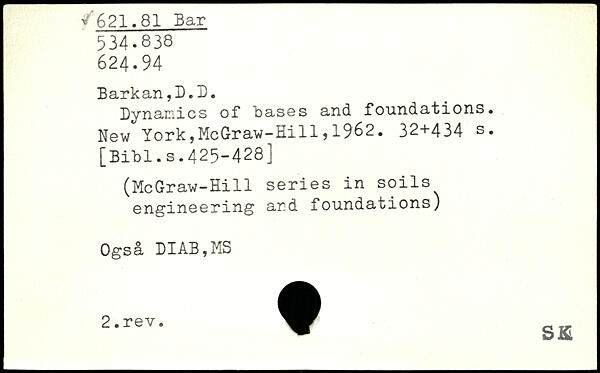 621.81 Bar
534.838
624.94
Barkan,D.D.
Dynamics of bases and foundations.
New York,McGraw-Hill,1962. 32+434 s.
[Bibl.s.425-428]
(McGraw-Hill series in soils
engineering and foundations)
Også DIAB,MS
2.rev.
SK